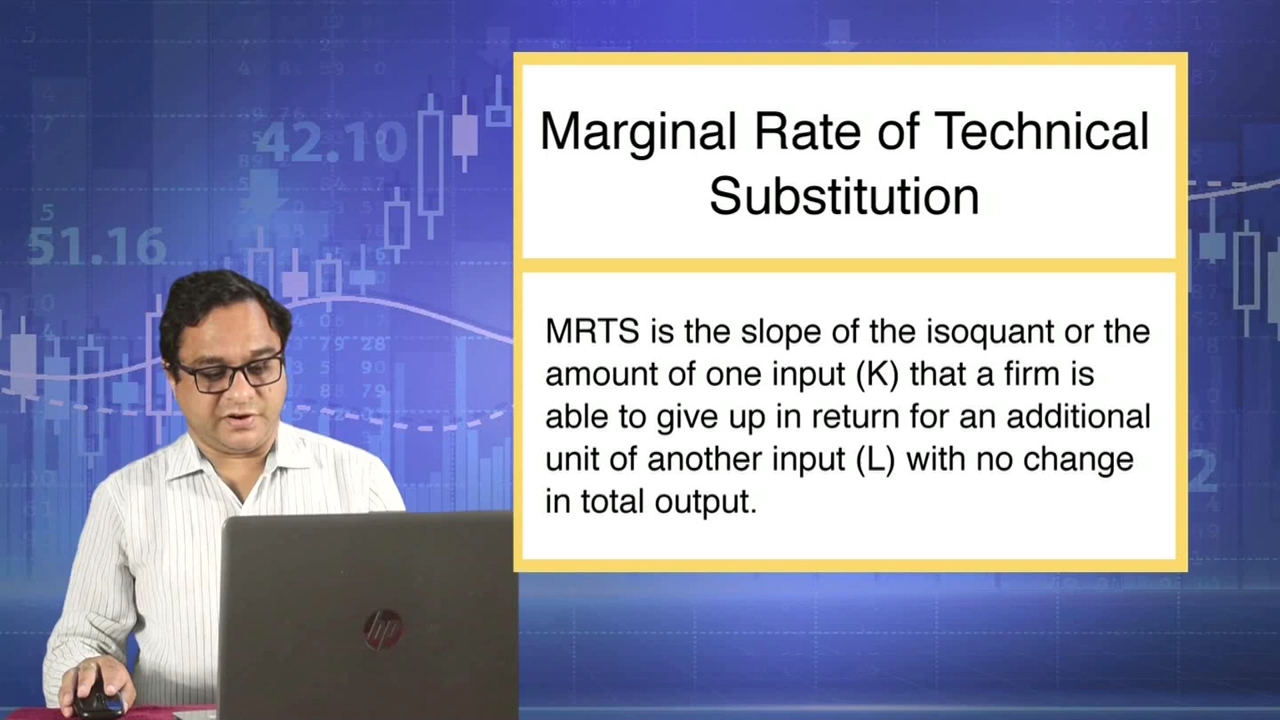 Marginal Rate of Technical
Substitution
MRTS is the slope of the isoquant or the
amount of one input (K) that a firm is
able to give up in return for an additional
unit of another input (L) with no change
in total output.
42.10
51.16
hp